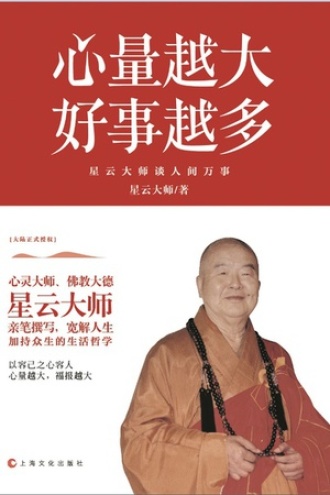 心量越大
好事越多
星云大师谈人间万事
星云大师/著
[大陆正式授权]
心灵大师、佛教大德
星云大师
亲笔撰写，宽解人生
加持众生的生活哲学
以容己之心容人
心量越大，福报越大
上海文化出版社